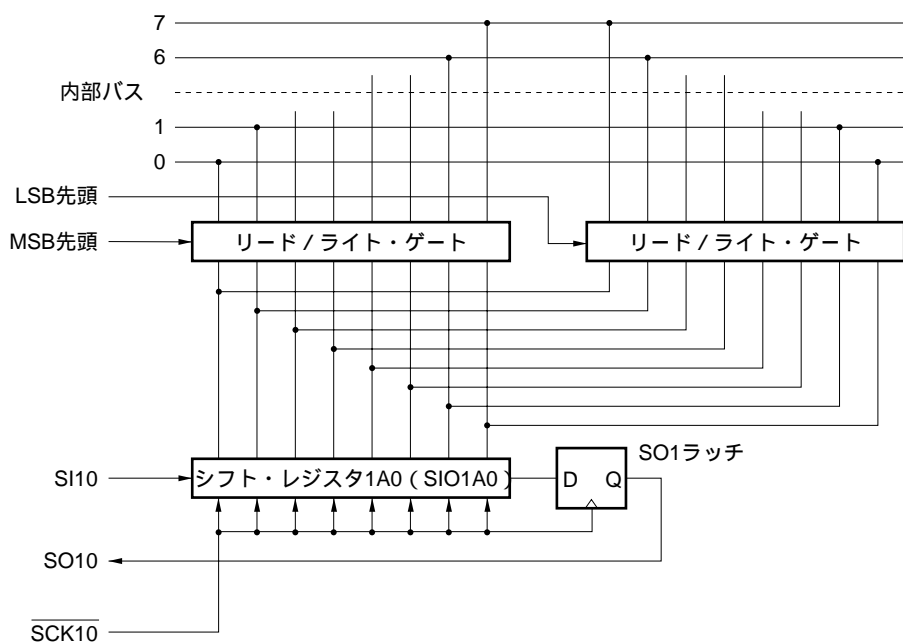 7
6
内部バス
1
0
LSB先頭
MSB先頭
リード / ライト・ゲート
リード / ライト・ゲート
SO1ラッチ
SI10
シフト・レジスタ1A0 ( SIO1A0 )
D Q
SO10
SCK10